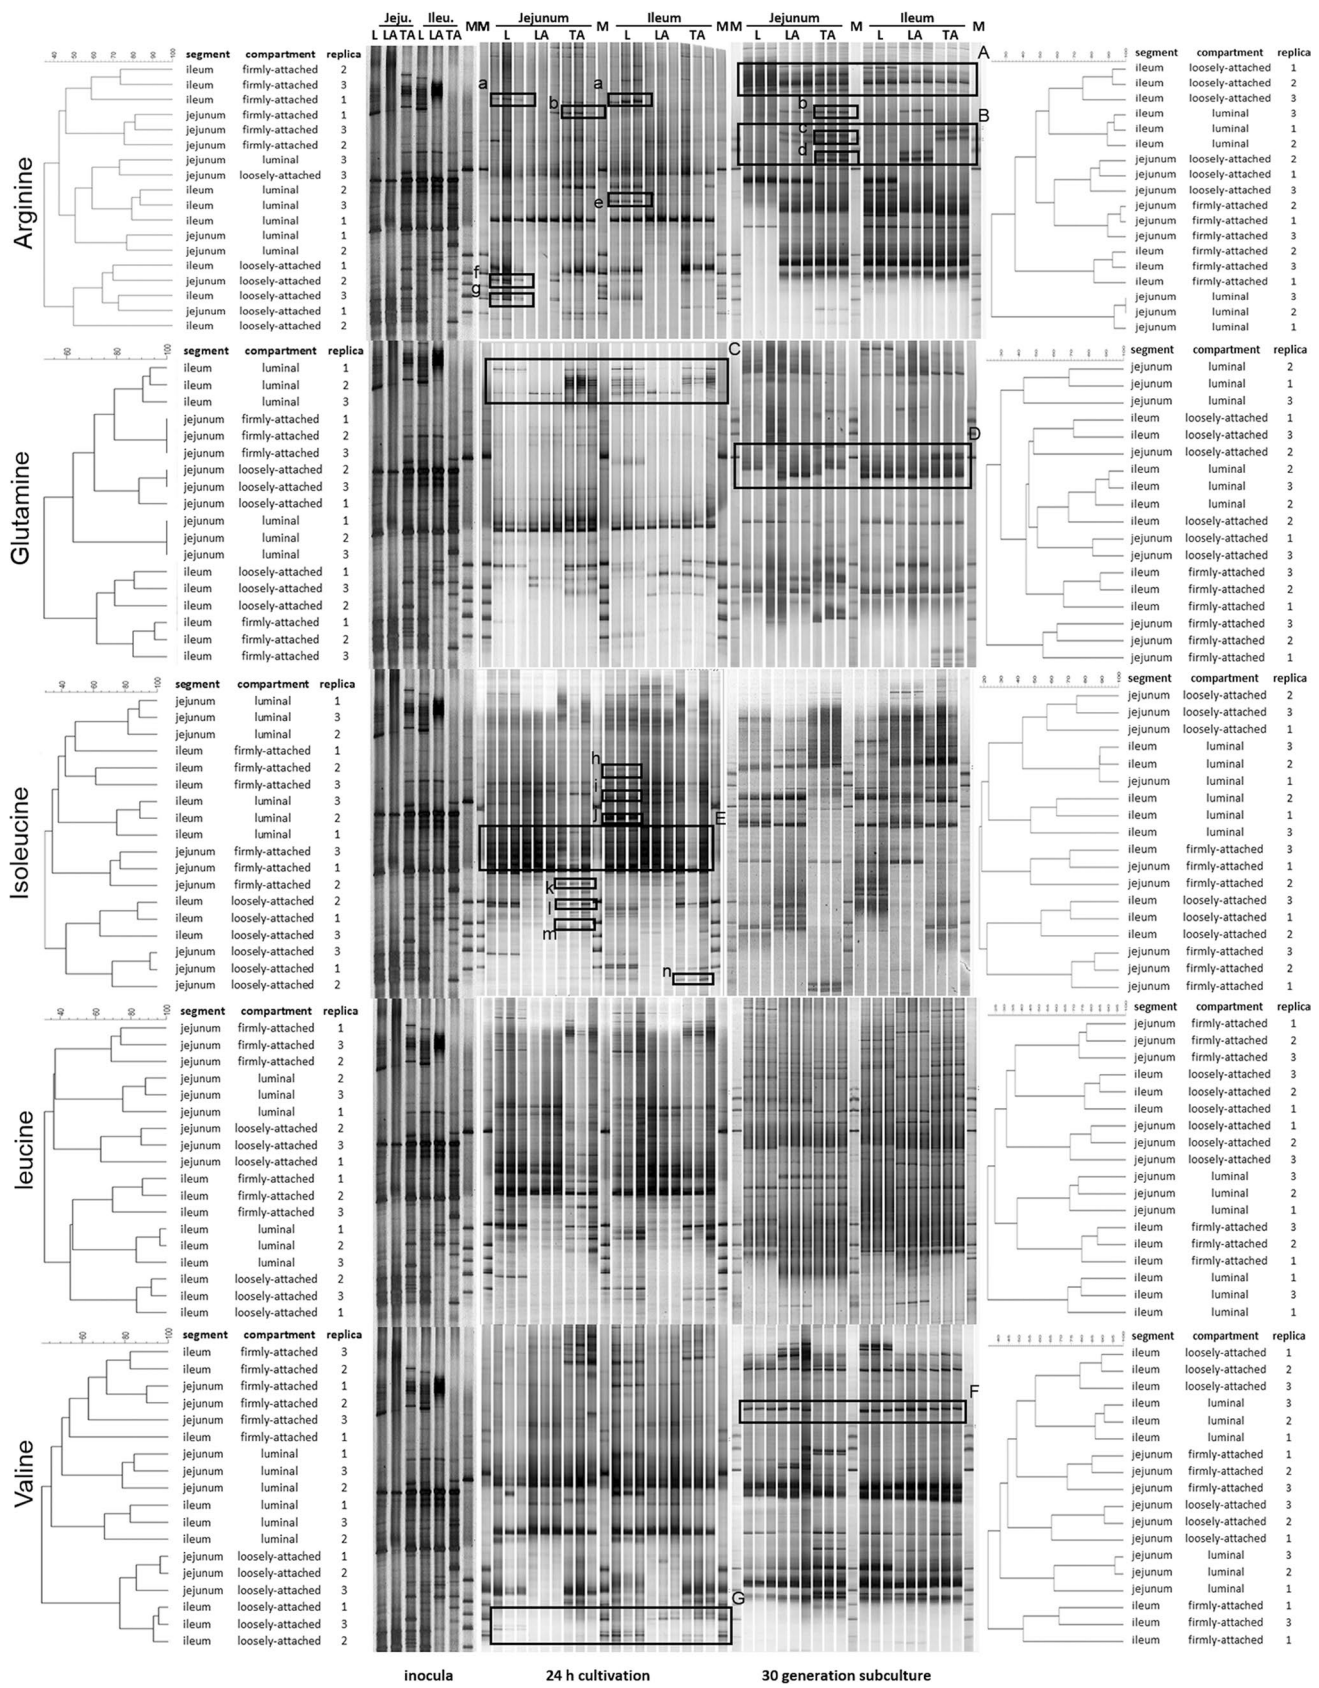 Jeju. Ileu. Jejunum Ileum Jejunum Ileum
L LA TA L LA TA M M L LA TA M L LA TA M M L LA TA M L LA TA M
Arginine
40 60 80 100
segment compartment replica
ileum firmly-attached 2
ileum firmly-attached 3
ileum firmly-attached 1
jejunum firmly-attached 1
jejunum firmly-attached 3
jejunum firmly-attached 2
jejunum luminal 3
jejunum loosely-attached 3
ileum luminal 2
ileum luminal 3
ileum luminal 1
jejunum luminal 1
jejunum luminal 2
ileum loosely-attached 1
jejunum loosely-attached 2
ileum loosely-attached 3
jejunum loosely-attached 1
ileum loosely-attached 2
a b a e f g
A b B c d
segment compartment replica
ileum loosely-attached 1
ileum loosely-attached 2
ileum loosely-attached 3
ileum luminal 3
ileum luminal 1
ileum luminal 2
jejunum loosely-attached 2
jejunum loosely-attached 1
jejunum loosely-attached 3
jejunum firmly-attached 2
jejunum firmly-attached 1
jejunum firmly-attached 3
ileum firmly-attached 2
ileum firmly-attached 3
ileum firmly-attached 1
jejunum luminal 3
jejunum luminal 2
jejunum luminal 1
Glutamine
60 80 100
segment compartment replica
ileum luminal 1
ileum luminal 2
ileum luminal 3
jejunum firmly-attached 1
jejunum firmly-attached 2
jejunum firmly-attached 3
jejunum loosely-attached 2
jejunum loosely-attached 3
jejunum loosely-attached 1
jejunum luminal 1
jejunum luminal 2
jejunum luminal 3
ileum loosely-attached 1
ileum loosely-attached 3
ileum loosely-attached 2
ileum firmly-attached 1
ileum firmly-attached 2
ileum firmly-attached 3
C
D
segment compartment replica
jejunum luminal 2
jejunum luminal 1
jejunum luminal 3
ileum loosely-attached 1
ileum loosely-attached 3
jejunum loosely-attached 2
ileum luminal 2
ileum luminal 3
ileum luminal 2
ileum loosely-attached 2
jejunum loosely-attached 1
jejunum loosely-attached 3
ileum firmly-attached 3
ileum firmly-attached 2
ileum firmly-attached 1
jejunum firmly-attached 3
jejunum firmly-attached 2
jejunum firmly-attached 1
Isoleucine
40 60 80 100
segment compartment replica
jejunum luminal 1
jejunum luminal 3
jejunum luminal 2
ileum firmly-attached 1
ileum firmly-attached 2
ileum firmly-attached 3
ileum luminal 3
ileum luminal 2
ileum luminal 1
jejunum firmly-attached 3
jejunum firmly-attached 1
jejunum firmly-attached 2
ileum loosely-attached 2
ileum loosely-attached 1
ileum loosely-attached 3
jejunum loosely-attached 3
jejunum loosely-attached 1
jejunum loosely-attached 2
h
i
j E
k
l
m
n
segment compartment replica
jejunum loosely-attached 2
jejunum loosely-attached 3
jejunum loosely-attached 1
ileum luminal 3
ileum luminal 2
jejunum luminal 1
ileum luminal 2
ileum luminal 1
ileum luminal 3
ileum firmly-attached 3
jejunum firmly-attached 1
jejunum firmly-attached 2
ileum loosely-attached 3
ileum loosely-attached 1
ileum loosely-attached 2
jejunum firmly-attached 3
jejunum firmly-attached 2
jejunum firmly-attached 1
leucine
40 60 80 100
segment compartment replica
jejunum firmly-attached 1
jejunum firmly-attached 3
jejunum firmly-attached 2
jejunum luminal 2
jejunum luminal 3
jejunum luminal 1
jejunum loosely-attached 2
jejunum loosely-attached 3
jejunum loosely-attached 1
ileum firmly-attached 1
ileum firmly-attached 2
ileum firmly-attached 3
ileum luminal 1
ileum luminal 2
ileum luminal 3
ileum loosely-attached 2
ileum loosely-attached 3
ileum loosely-attached 1
segment compartment replica
jejunum firmly-attached 1
jejunum firmly-attached 2
jejunum firmly-attached 3
ileum loosely-attached 3
ileum loosely-attached 2
ileum loosely-attached 1
jejunum loosely-attached 1
jejunum loosely-attached 2
jejunum loosely-attached 3
jejunum luminal 3
jejunum luminal 2
jejunum luminal 1
ileum firmly-attached 3
ileum firmly-attached 2
ileum firmly-attached 1
ileum luminal 1
ileum luminal 3
ileum luminal 1
Valine
60 80 100
segment compartment replica
ileum firmly-attached 3
ileum firmly-attached 2
jejunum firmly-attached 1
jejunum firmly-attached 2
jejunum firmly-attached 3
ileum firmly-attached 1
jejunum luminal 1
jejunum luminal 3
jejunum luminal 2
ileum luminal 1
ileum luminal 3
ileum luminal 2
jejunum loosely-attached 1
jejunum loosely-attached 2
jejunum loosely-attached 3
ileum loosely-attached 1
ileum loosely-attached 3
ileum loosely-attached 2
F
G
segment compartment replica
ileum loosely-attached 1
ileum loosely-attached 2
ileum loosely-attached 3
ileum luminal 3
ileum luminal 2
ileum luminal 1
jejunum firmly-attached 1
jejunum firmly-attached 2
jejunum firmly-attached 3
jejunum loosely-attached 3
jejunum loosely-attached 2
jejunum loosely-attached 1
jejunum luminal 3
jejunum luminal 2
jejunum luminal 1
ileum firmly-attached 1
ileum firmly-attached 3
ileum firmly-attached 1
inocula 24 h cultivation 30 generation subculture